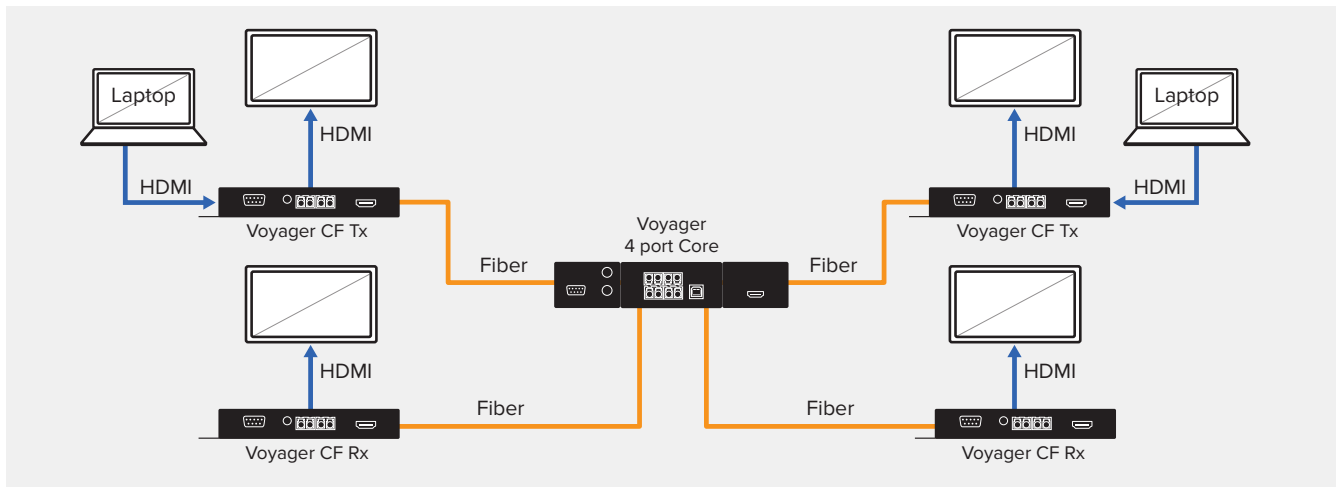 Laptop
HDMI
HDMI
Voyager CF Tx
Fiber
Voyager
4 port Core
Fiber
HDMI
Laptop
HDMI
Voyager CF Tx
HDMI
Voyager CF Rx
Fiber
Fiber
HDMI
Voyager CF Rx